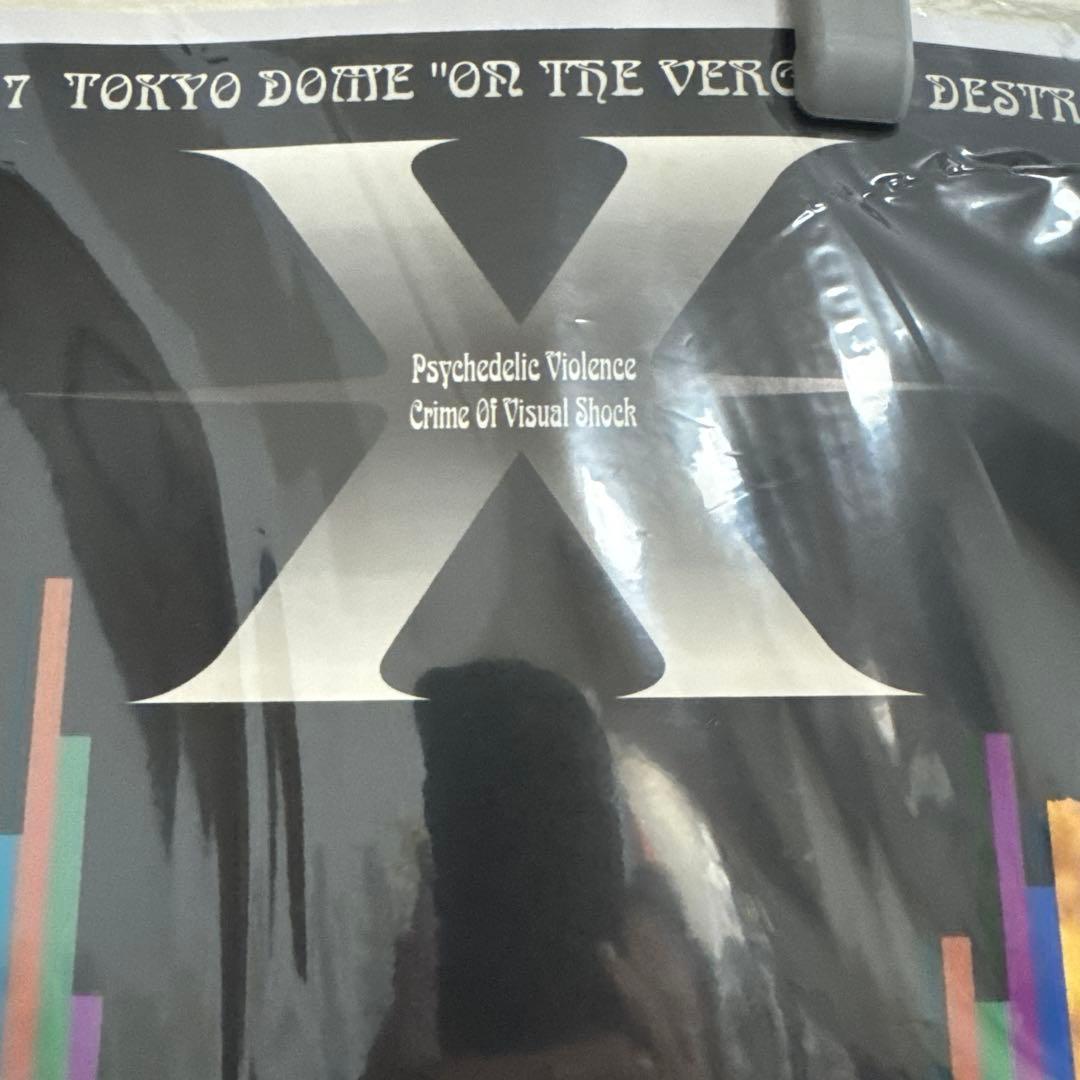 7 TOKYO DOME "ON THE VERG DESTR
X
Psychedelic Violence
Crime Of Visual Shock